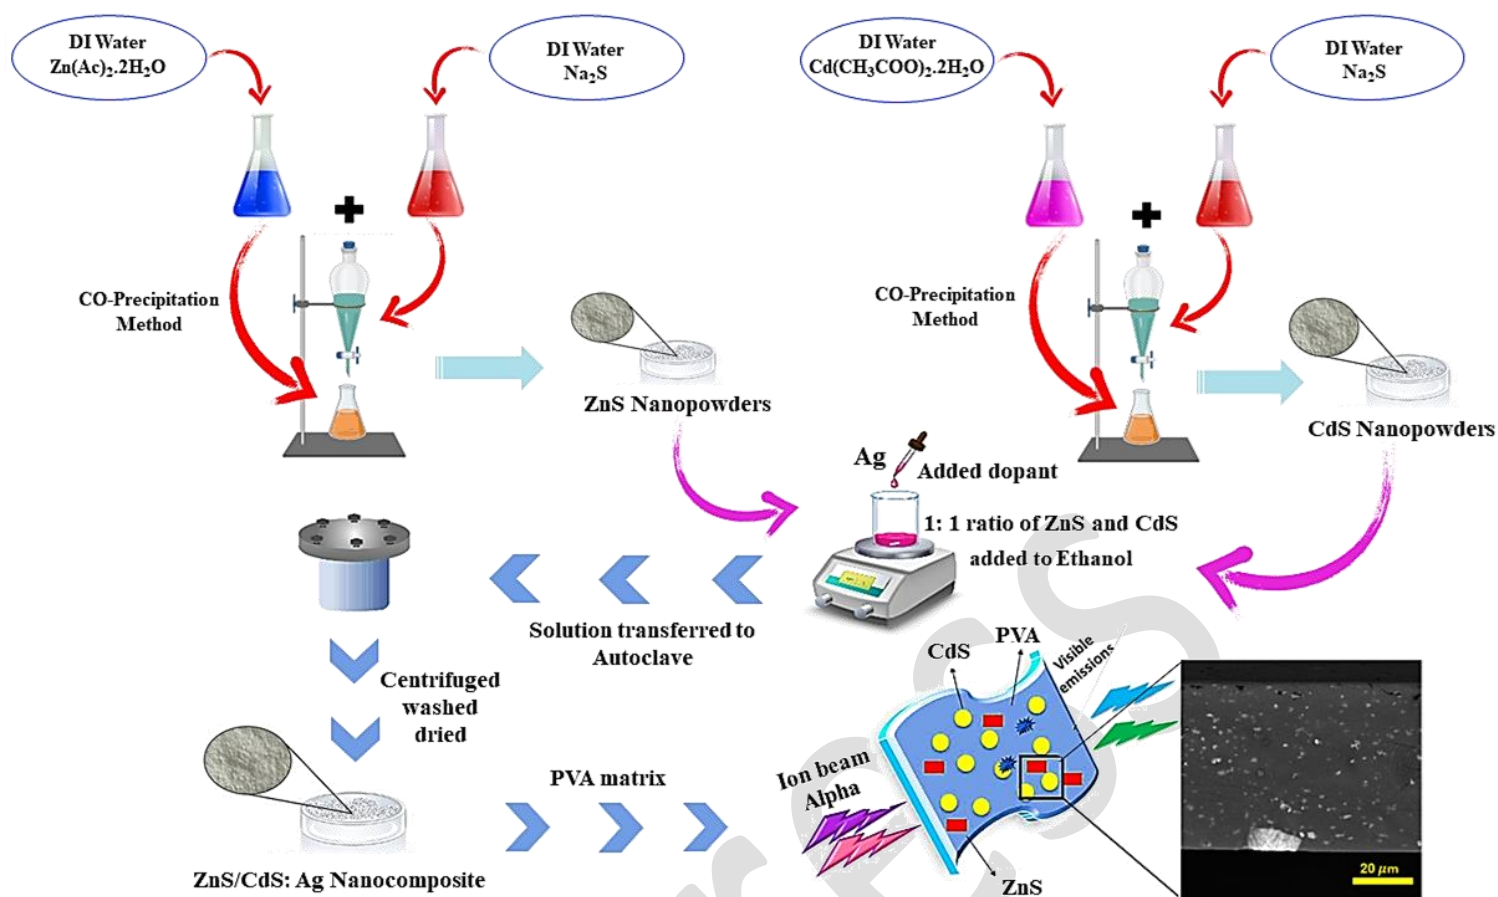 DI Water
Zn(Ac)₂.2H₂O
DI Water
Na₂S
DI Water
Cd(CH₃COO)₂.2H₂O
DI Water
Na₂S
CO-Precipitation
Method
CO-Precipitation
Method
ZnS Nanopowders
CdS Nanopowders
Ag
Added dopant
1: 1 ratio of ZnS and CdS
added to Ethanol
Solution transferred to
Autoclave
Centrifuged
washed
dried
ZnS/CdS: Ag Nanocomposite
PVA matrix
Ion beam
Alpha
CdS
PVA
Visible
emissions
ZnS
20 μm